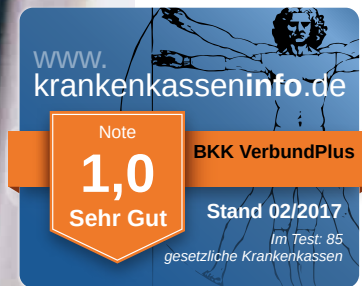 www.
krankenkasseninfo.de
Note
1,0
Sehr Gut
BKK VerbundPlus
Stand 02/2017
Im Test: 85
gesetzliche Krankenkassen